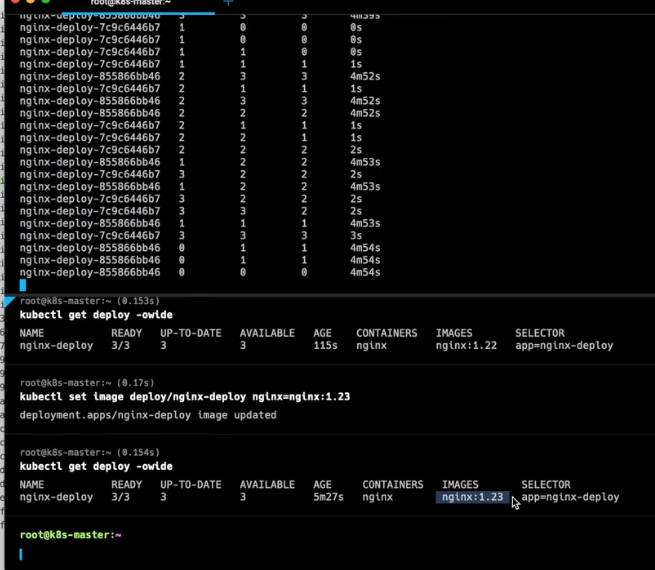 root@k8s-master:~ +
nginx-deploy-855866bb46 3 3 3 4m39s
nginx-deploy-7c9c6446b7 1 0 0 0s
nginx-deploy-7c9c6446b7 1 0 0 0s
nginx-deploy-7c9c6446b7 1 1 0 0s
nginx-deploy-7c9c6446b7 1 1 1 1s
nginx-deploy-855866bb46 2 3 3 4m52s
nginx-deploy-7c9c6446b7 2 1 1 1s
nginx-deploy-855866bb46 2 3 3 4m52s
nginx-deploy-855866bb46 2 2 2 4m52s
nginx-deploy-7c9c6446b7 2 1 1 1s
nginx-deploy-7c9c6446b7 2 2 1 1s
nginx-deploy-7c9c6446b7 2 2 2 2s
nginx-deploy-855866bb46 1 2 2 4m53s
nginx-deploy-7c9c6446b7 3 2 2 2s
nginx-deploy-855866bb46 1 2 2 4m53s
nginx-deploy-7c9c6446b7 3 2 2 2s
nginx-deploy-7c9c6446b7 3 3 2 2s
nginx-deploy-855866bb46 1 1 1 4m53s
nginx-deploy-7c9c6446b7 3 3 3 3s
nginx-deploy-855866bb46 0 1 1 4m54s
nginx-deploy-855866bb46 0 1 1 4m54s
nginx-deploy-855866bb46 0 0 0 4m54s
root@k8s-master:~ (0.153s)
kubectl get deploy -owide
NAME READY UP-TO-DATE AVAILABLE AGE CONTAINERS IMAGES SELECTOR
nginx-deploy 3/3 3 3 115s nginx nginx:1.22 app=nginx-deploy
root@k8s-master:~ (0.17s)
kubectl set image deploy/nginx-deploy nginx=nginx:1.23
deployment.apps/nginx-deploy image updated
root@k8s-master:~ (0.154s)
kubectl get deploy -owide
NAME READY UP-TO-DATE AVAILABLE AGE CONTAINERS IMAGES SELECTOR
nginx-deploy 3/3 3 3 5m27s nginx nginx:1.23 app=nginx-deploy
root@k8s-master:~